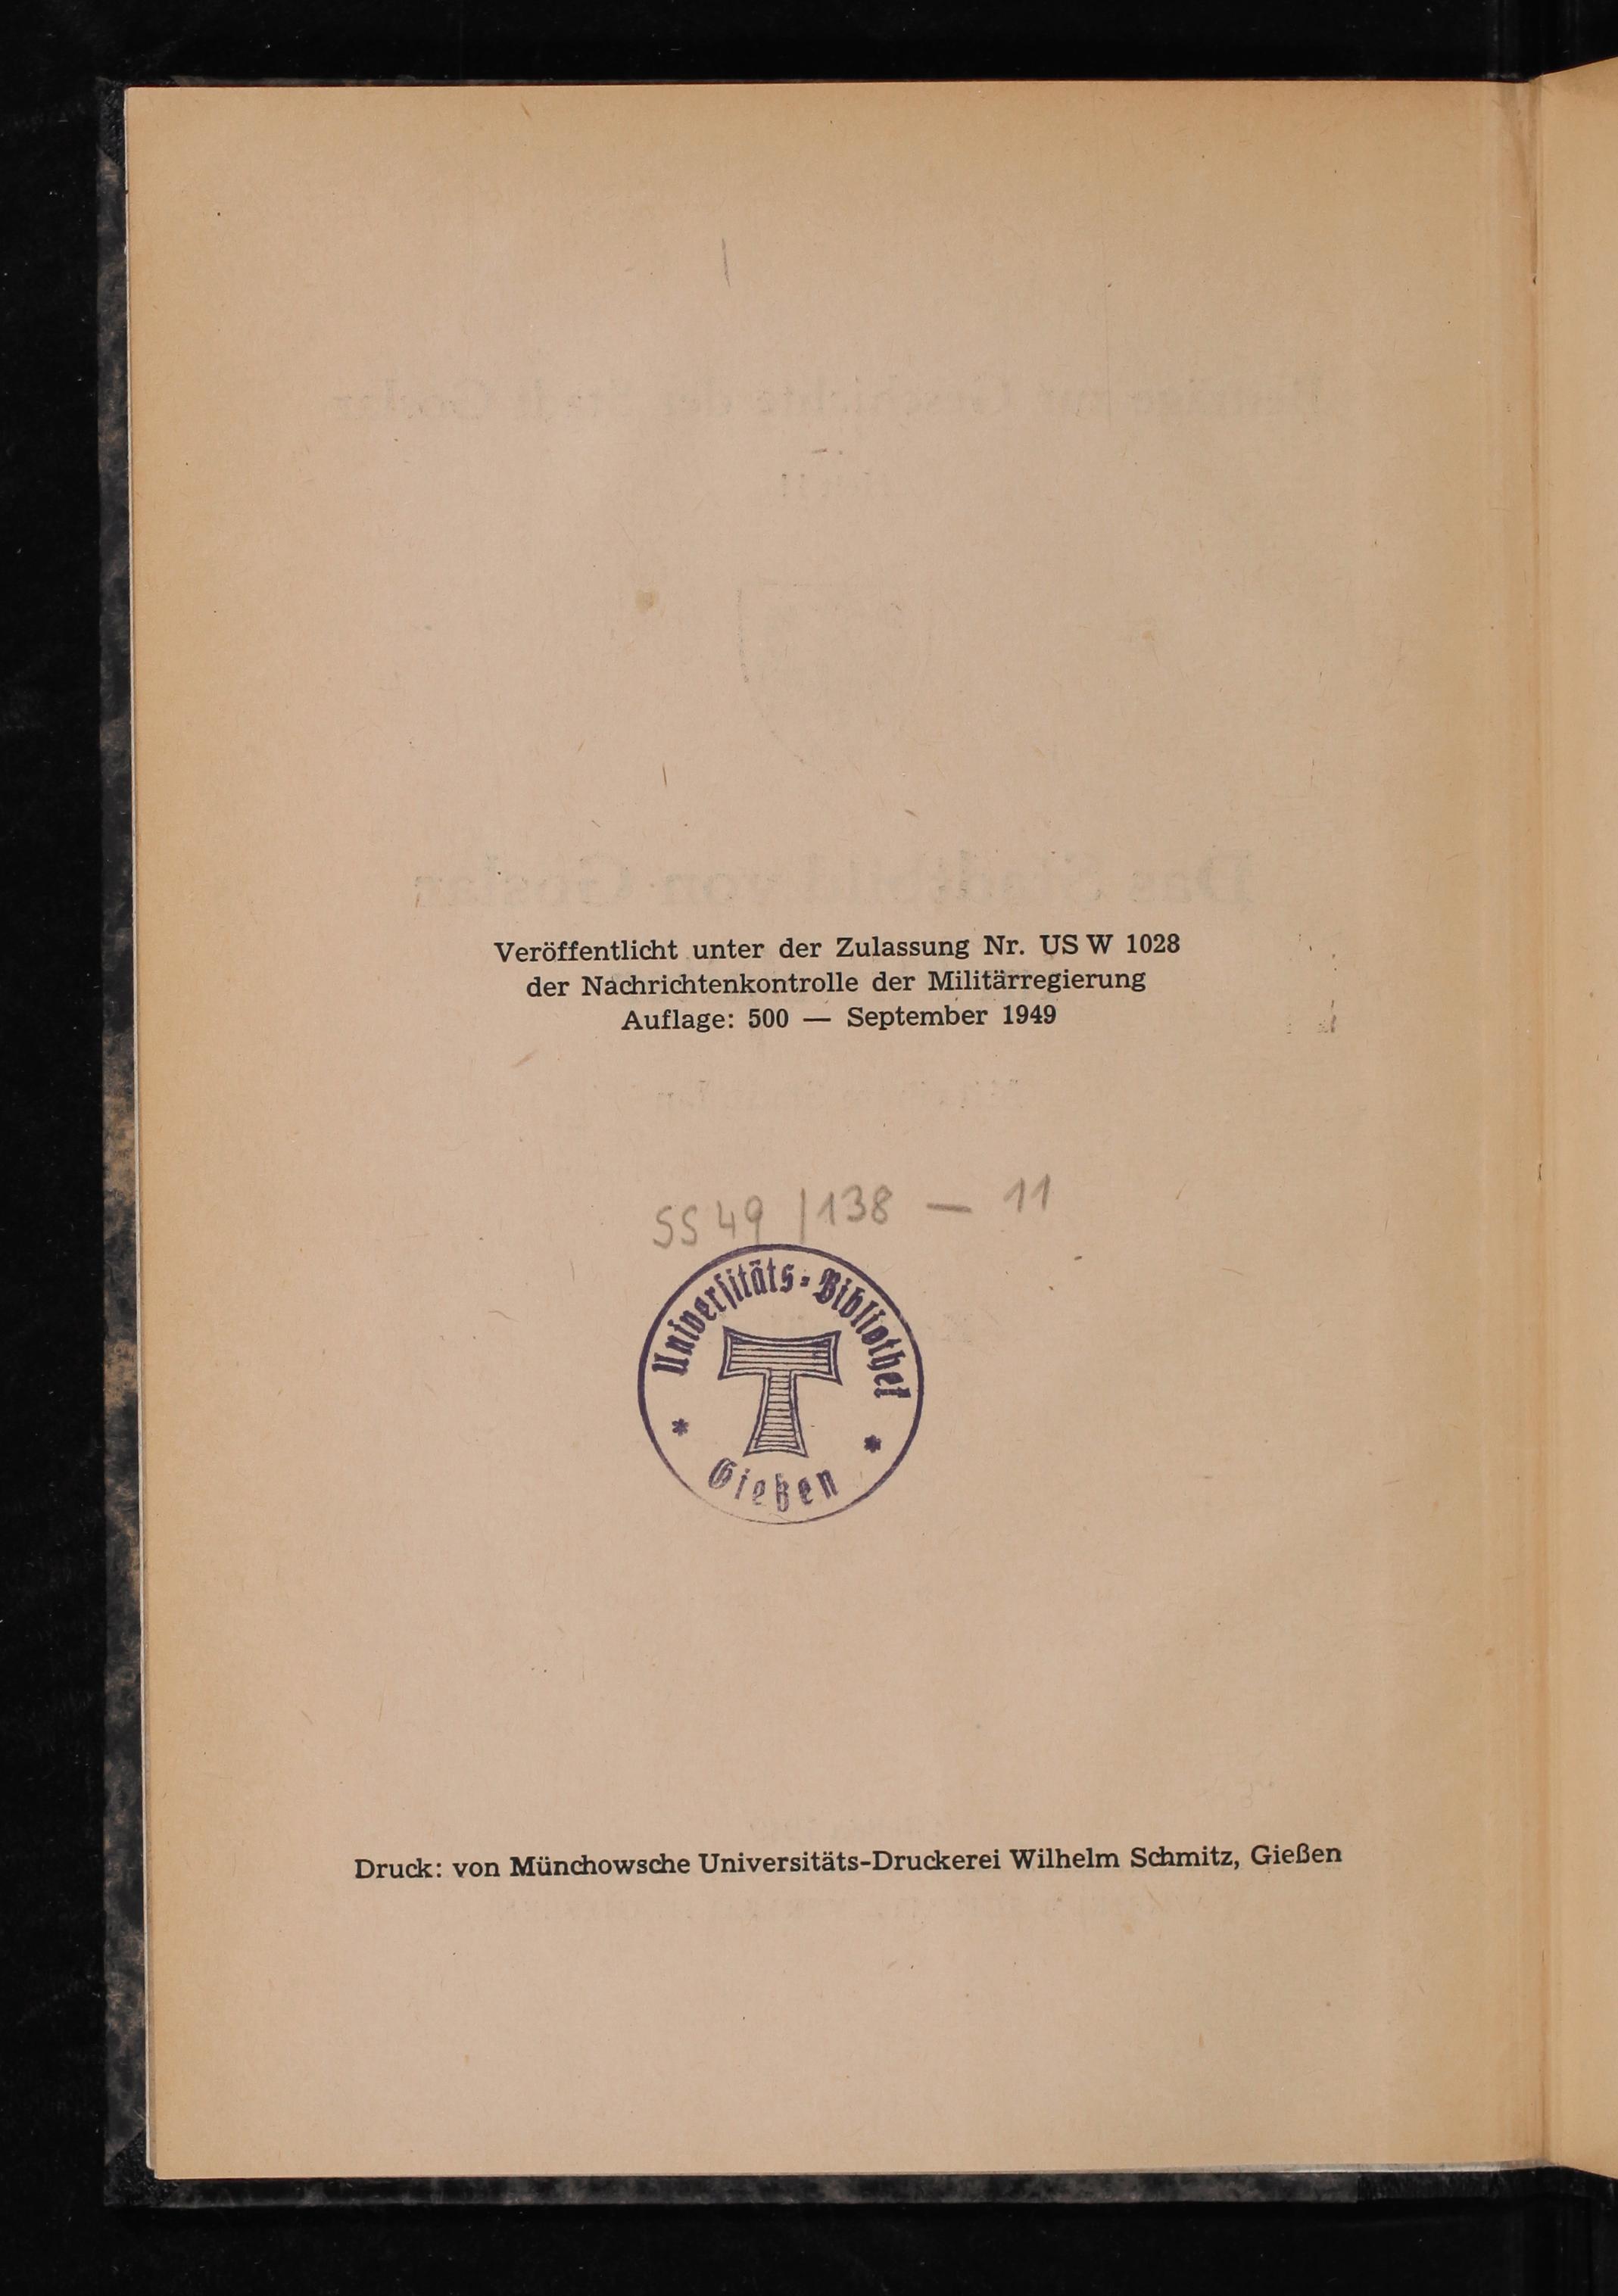 Veröffentlicht unter der Zulassung Nr. US W 1028
der Nachrichtenkontrolle der Militärregierung
Auflage: 500 — September 1949
SS 49 / 138 — 11
Universitäts-Bibliothek
Gießen
Druck: von Münchowsche Universitäts-Druckerei Wilhelm Schmitz, Gießen